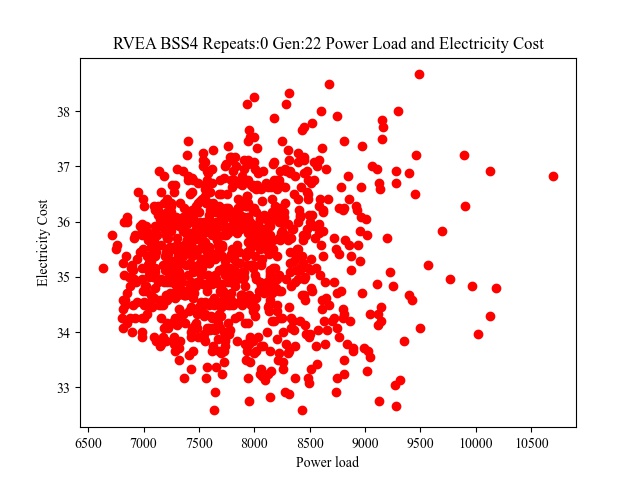 RVEA BSS4 Repeats:0 Gen:22 Power Load and Electricity Cost
38
37
36
35
34
33
Electricity Cost
6500 7000 7500 8000 8500 9000 9500 10000 10500
Power load